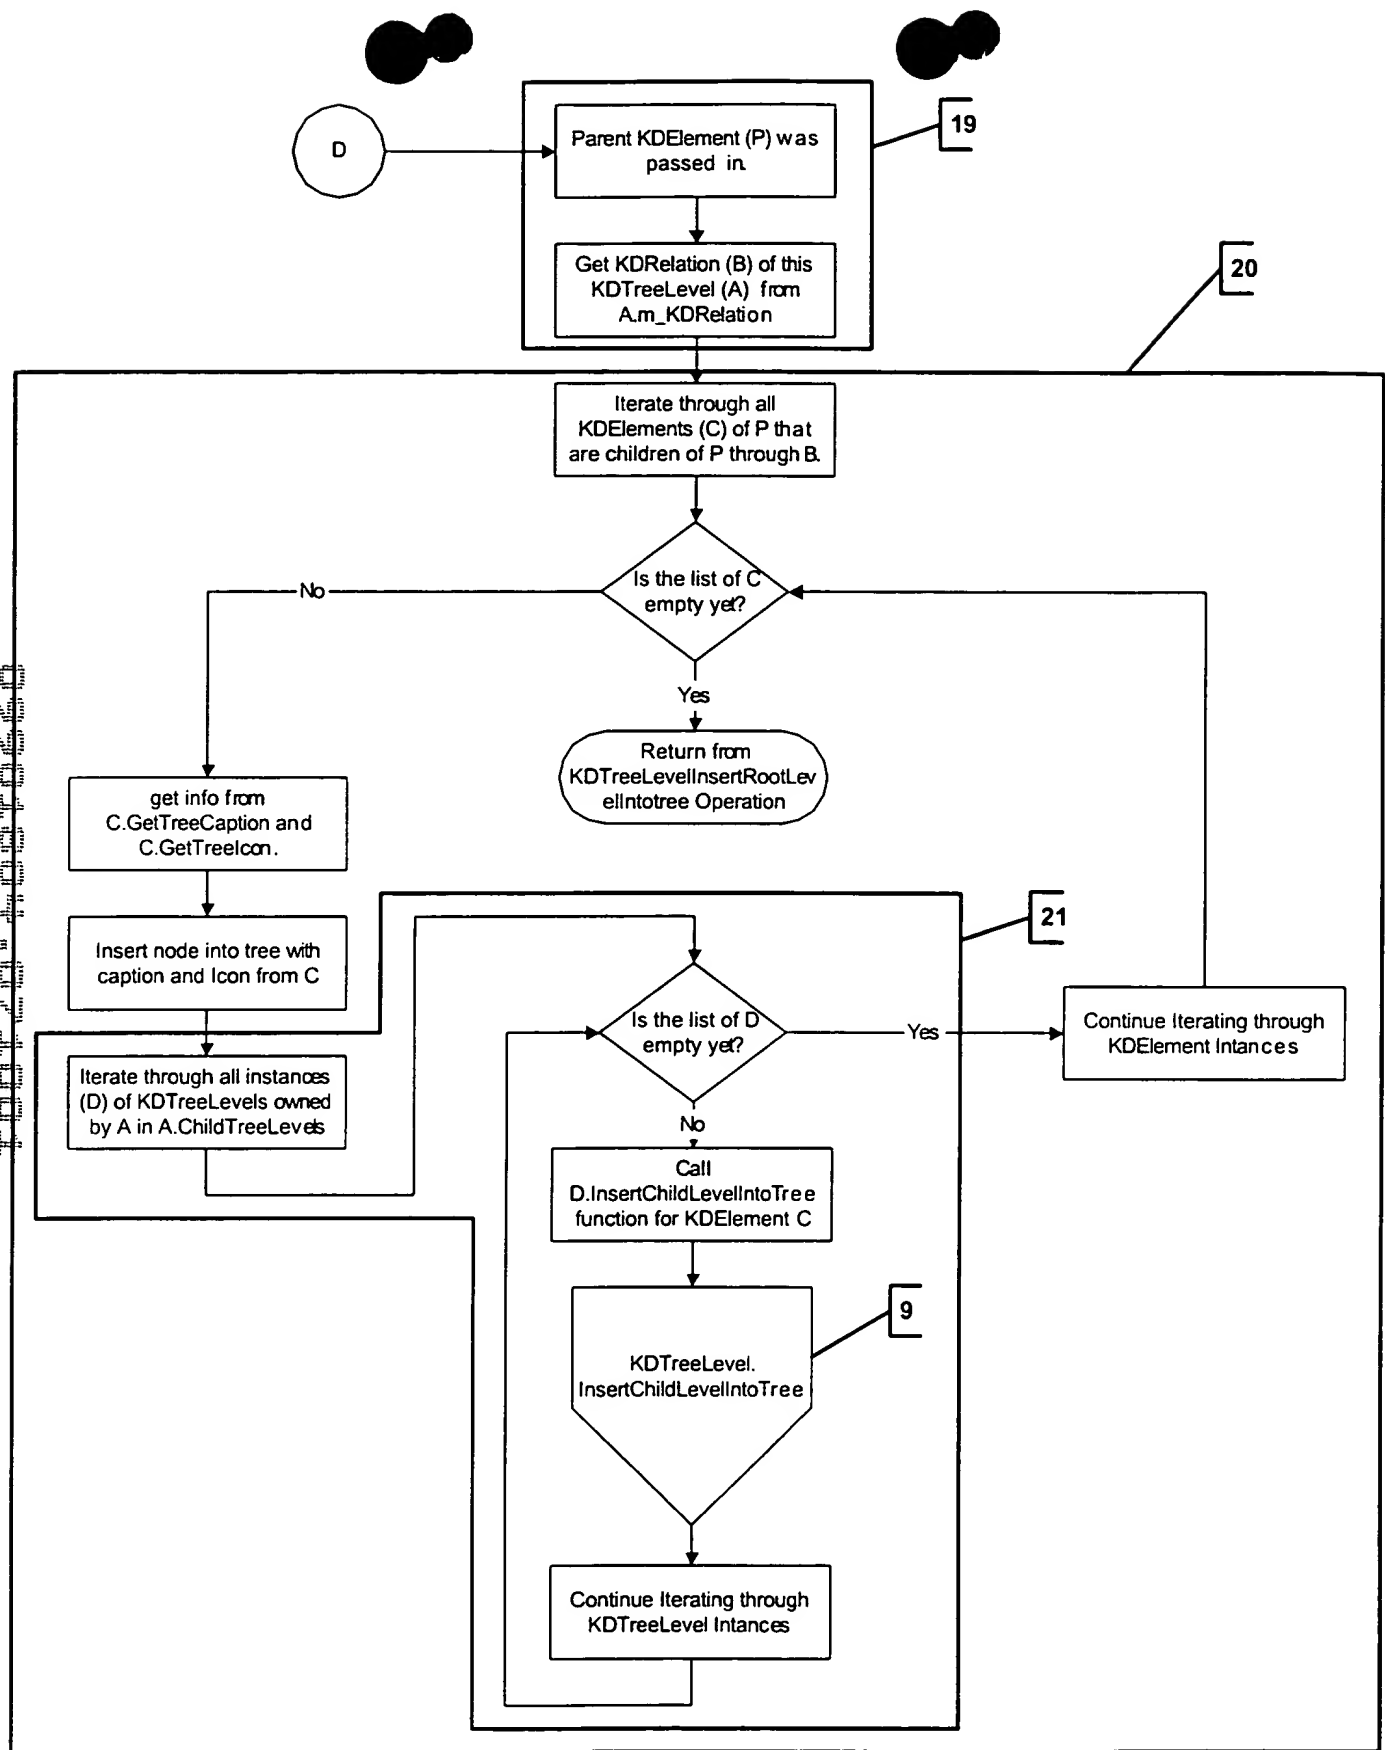 D
Parent KDElement (P) was
passed in.
19
Get KDRelation (B) of this
KDTreeLevel (A) from
A.m_KDRelation
20
Iterate through all
KDElements (C) of P that
are children of P through B.
Is the list of C
empty yet?
No
Yes
Return from
KDTreeLevelInsertRootLev
elIntotree Operation
get info from
C.GetTreeCaption and
C.GetTreeIcon.
Insert node into tree with
caption and Icon from C
21
Iterate through all instances
(D) of KDTreeLevels owned
by A in A.ChildTreeLevels
Is the list of D
empty yet?
Yes
Continue Iterating through
KDElement Intances
No
Call
D.InsertChildLevelIntoTree
function for KDElement C
9
KDTreeLevel.
InsertChildLevelIntoTree
Continue Iterating through
KDTreeLevel Intances